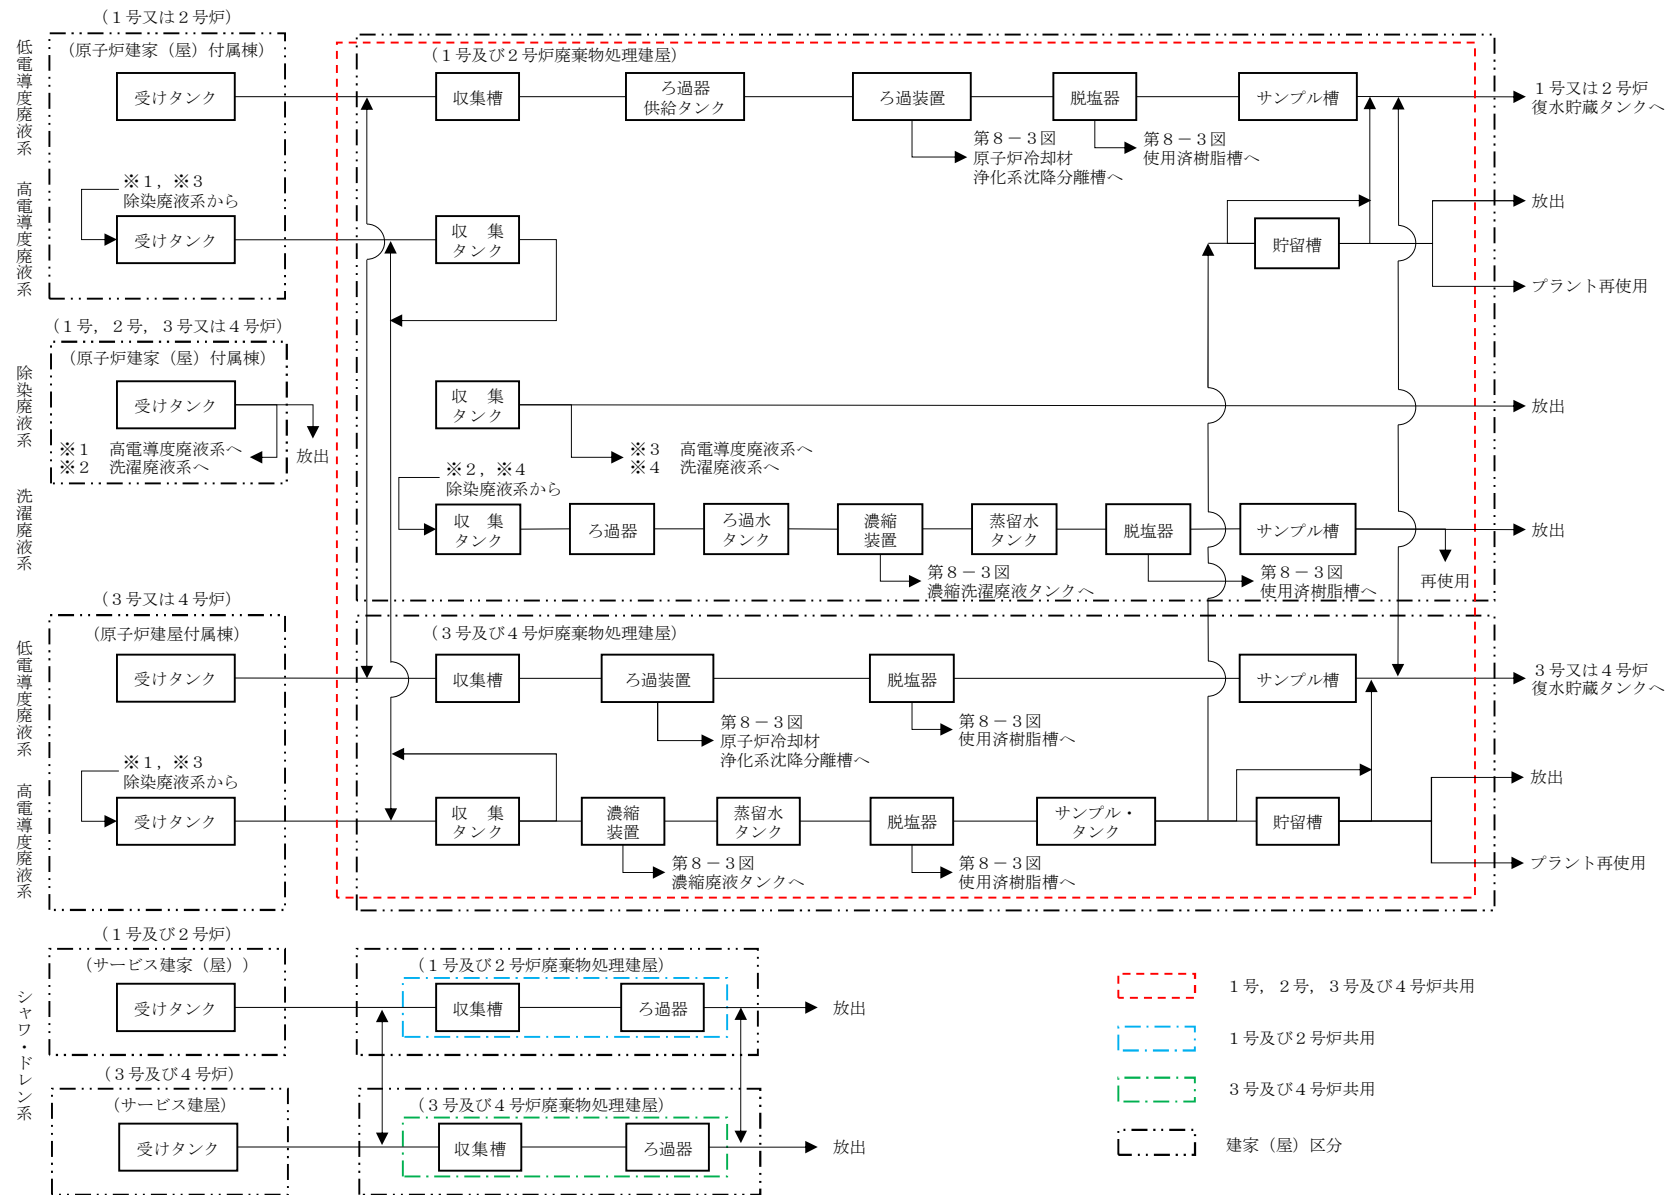 (１号又は２号炉)
低電導度廃液系
(原子炉建家（屋）付属棟)
受けタンク
高電導度廃液系
※１，※３
除染廃液系から
受けタンク
(１号及び２号炉廃棄物処理建屋)
収集槽
ろ過器
供給タンク
ろ過装置
脱塩器
サンプル槽
１号又は２号炉
復水貯蔵タンクへ
第８－３図
原子炉冷却材
浄化系沈降分離槽へ
第８－３図
使用済樹脂槽へ
収　集
タンク
貯留槽
放出
プラント再使用
(１号，２号，３号又は４号炉)
除染廃液系
(原子炉建家（屋）付属棟)
受けタンク
※１　高電導度廃液系へ
※２　洗濯廃液系へ
放出
収　集
タンク
放出
※３　高電導度廃液系へ
※４　洗濯廃液系へ
洗濯廃液系
※２，※４
除染廃液系から
収　集
タンク
ろ過器
ろ過水
タンク
濃縮
装置
蒸留水
タンク
脱塩器
サンプル槽
放出
第８－３図
濃縮洗濯廃液タンクへ
第８－３図
使用済樹脂槽へ
再使用
(３号又は４号炉)
低電導度廃液系
(原子炉建屋付属棟)
受けタンク
(３号及び４号炉廃棄物処理建屋)
収集槽
ろ過装置
脱塩器
サンプル槽
３号又は４号炉
復水貯蔵タンクへ
第８－３図
原子炉冷却材
浄化系沈降分離槽へ
第８－３図
使用済樹脂槽へ
高電導度廃液系
※１，※３
除染廃液系から
受けタンク
収　集
タンク
濃縮
装置
蒸留水
タンク
脱塩器
サンプル・
タンク
貯留槽
放出
プラント再使用
第８－３図
濃縮廃液タンクへ
第８－３図
使用済樹脂槽へ
シャワ・ドレン系
(１号及び２号炉)
(サービス建家（屋）)
受けタンク
(１号及び２号炉廃棄物処理建屋)
収集槽
ろ過器
放出
(３号及び４号炉)
(サービス建屋)
受けタンク
(３号及び４号炉廃棄物処理建屋)
収集槽
ろ過器
放出
１号，２号，３号及び４号炉共用
１号及び２号炉共用
３号及び４号炉共用
建家（屋）区分